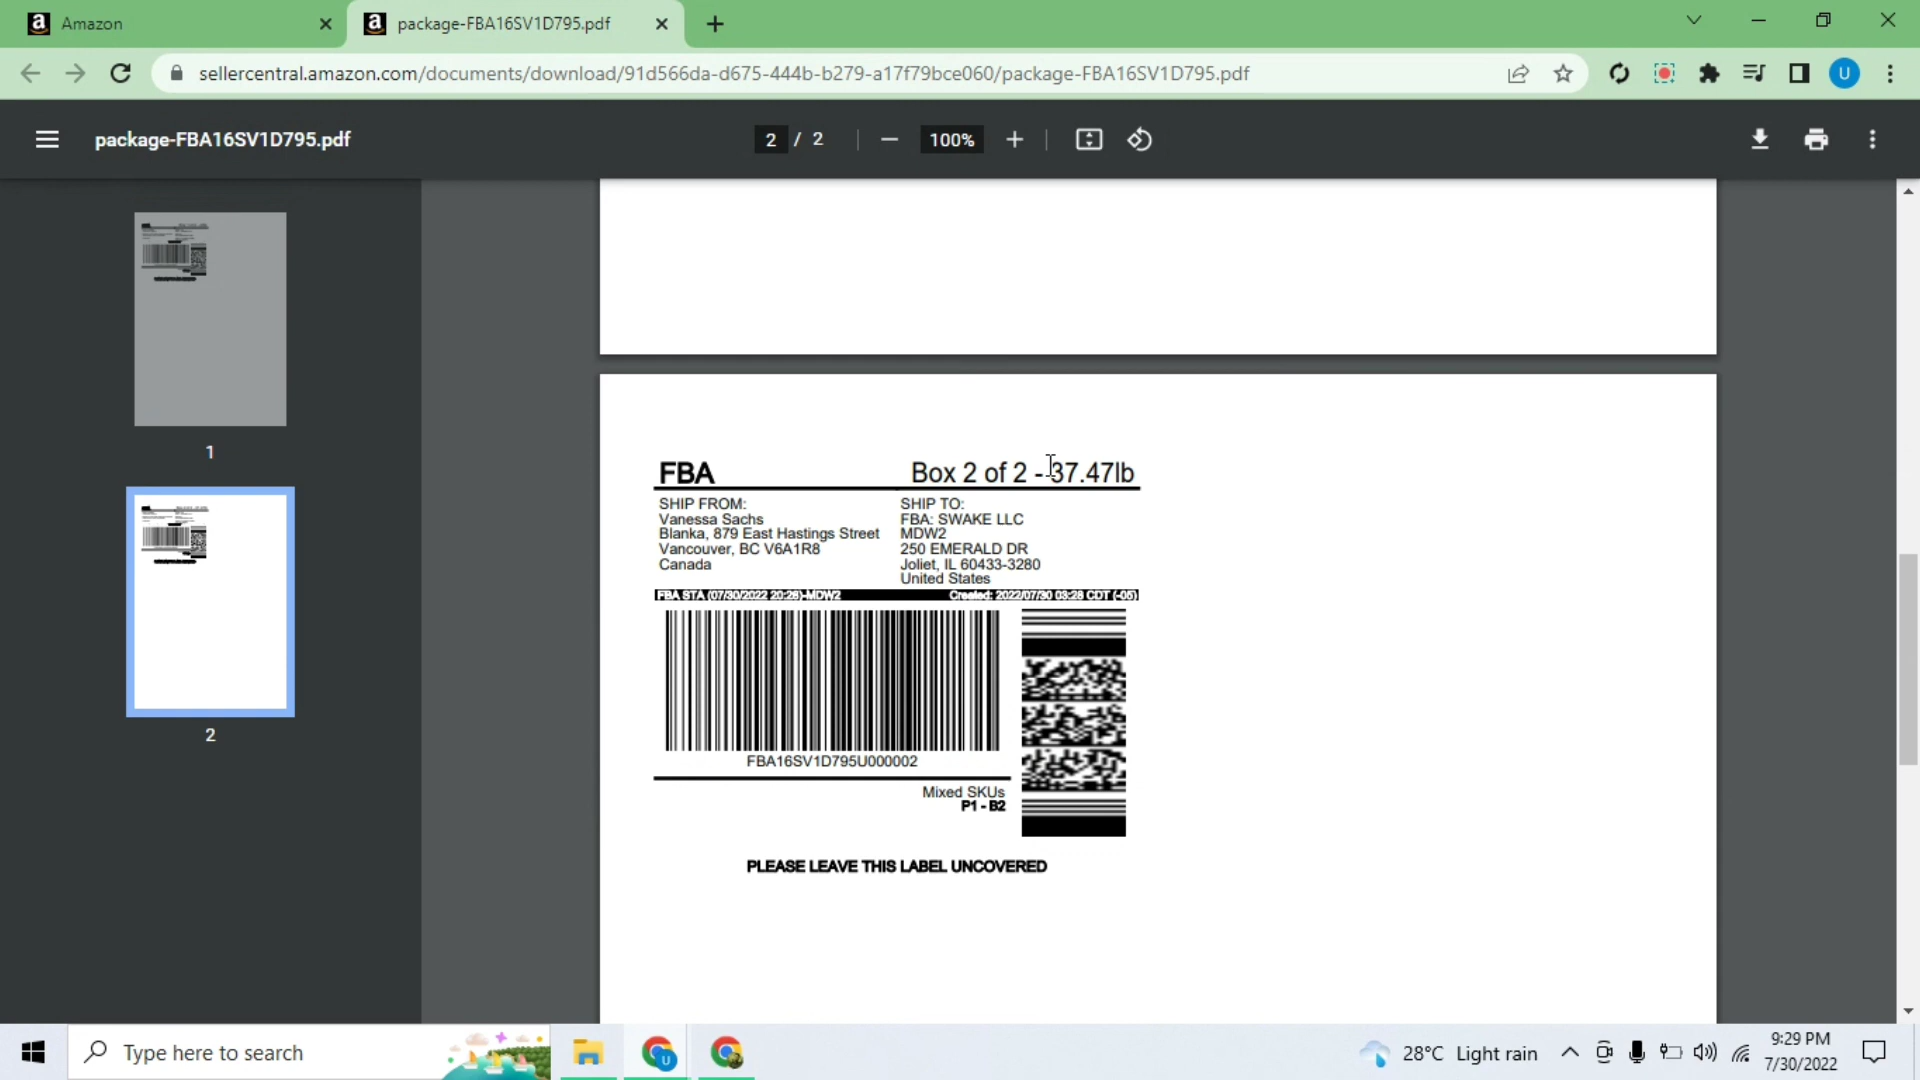 Amazon
package-FBA16SV1D795.pdf
sellercentral.amazon.com/documents/download/91d566da-d675-444b-b279-a17f79bce060/package-FBA16SV1D795.pdf
U
package-FBA16SV1D795.pdf
2 / 2
100%
1
2
FBA
Box 2 of 2 - 37.47lb
SHIP FROM:
Vanessa Sachs
Blanka, 879 East Hastings Street
Vancouver, BC V6A1R8
Canada
SHIP TO:
FBA: SWAKE LLC
MDW2
250 EMERALD DR
Joliet, IL 60433-3280
United States
FBA STA (07/30/2022 20:28)-MDW2
Created: 2022/07/30 03:28 CDT (-05)
FBA16SV1D795U000002
Mixed SKUs
P1 - B2
PLEASE LEAVE THIS LABEL UNCOVERED
Type here to search
28°C Light rain
9:29 PM
7/30/2022